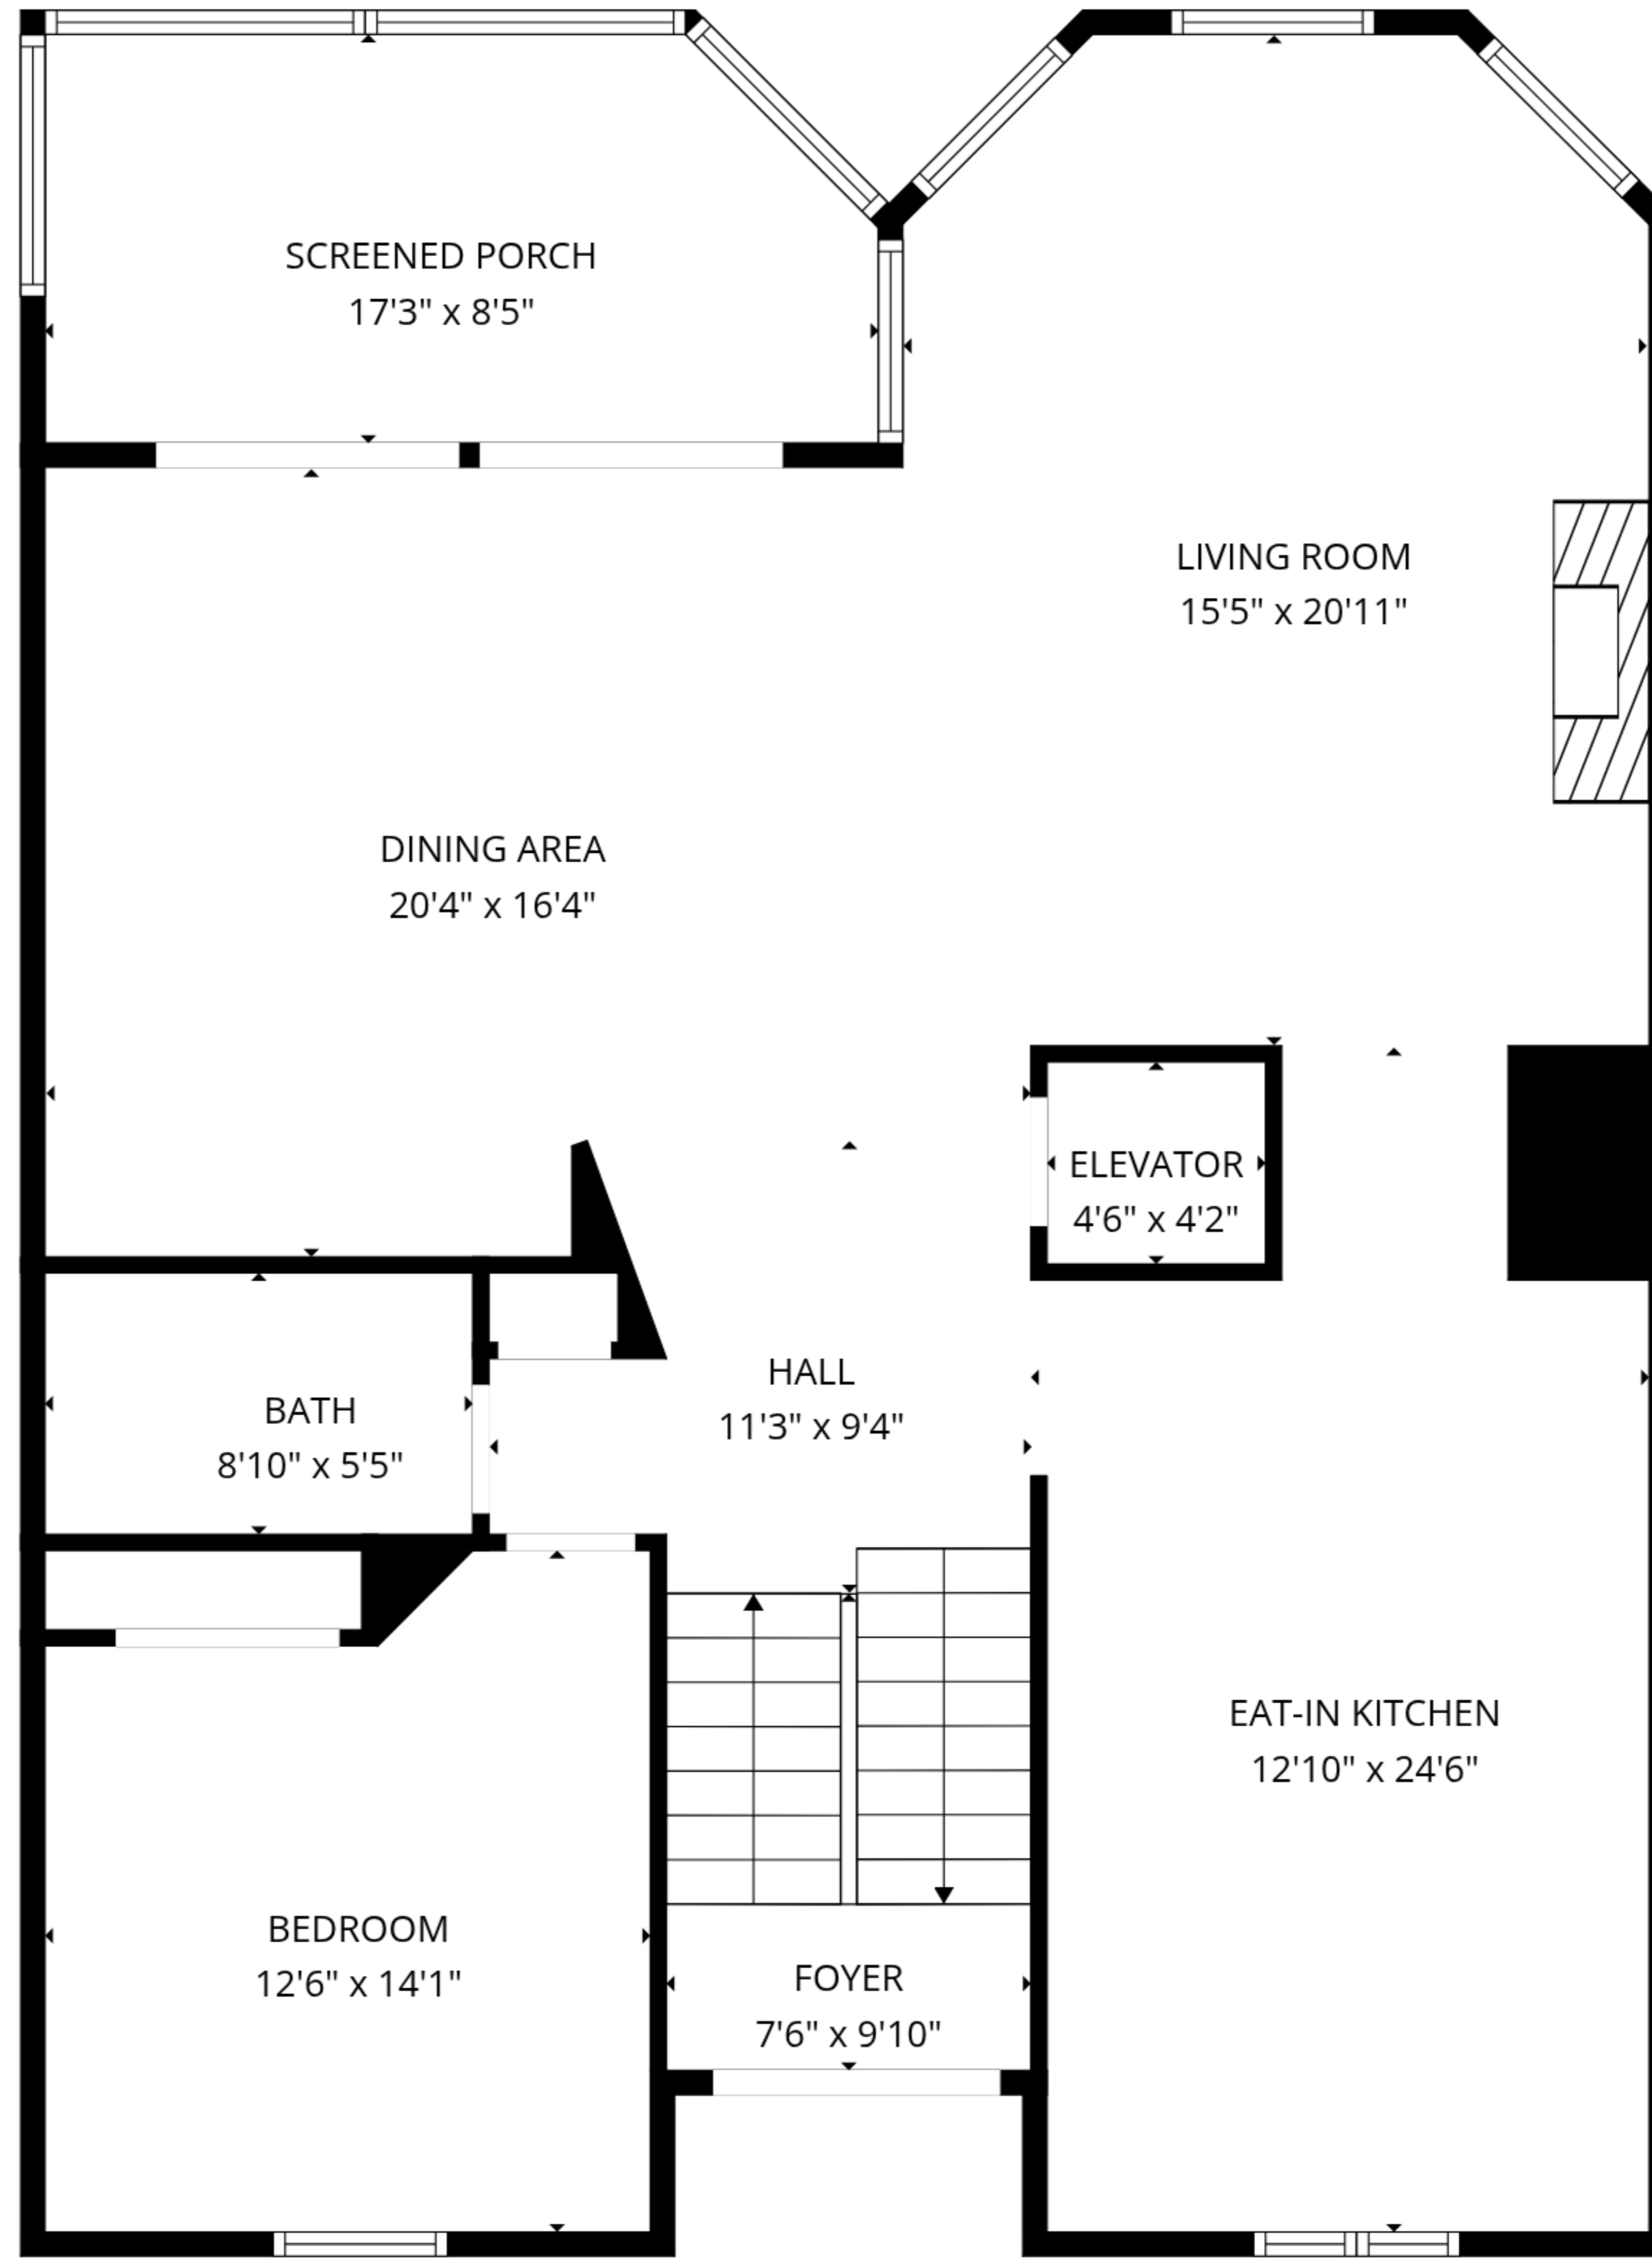 SCREENED PORCH
17'3" x 8'5"
LIVING ROOM
15'5" x 20'11"
DINING AREA
20'4" x 16'4"
ELEVATOR
4'6" x 4'2"
HALL
11'3" x 9'4"
BATH
8'10" x 5'5"
EAT-IN KITCHEN
12'10" x 24'6"
BEDROOM
12'6" x 14'1"
FOYER
7'6" x 9'10"